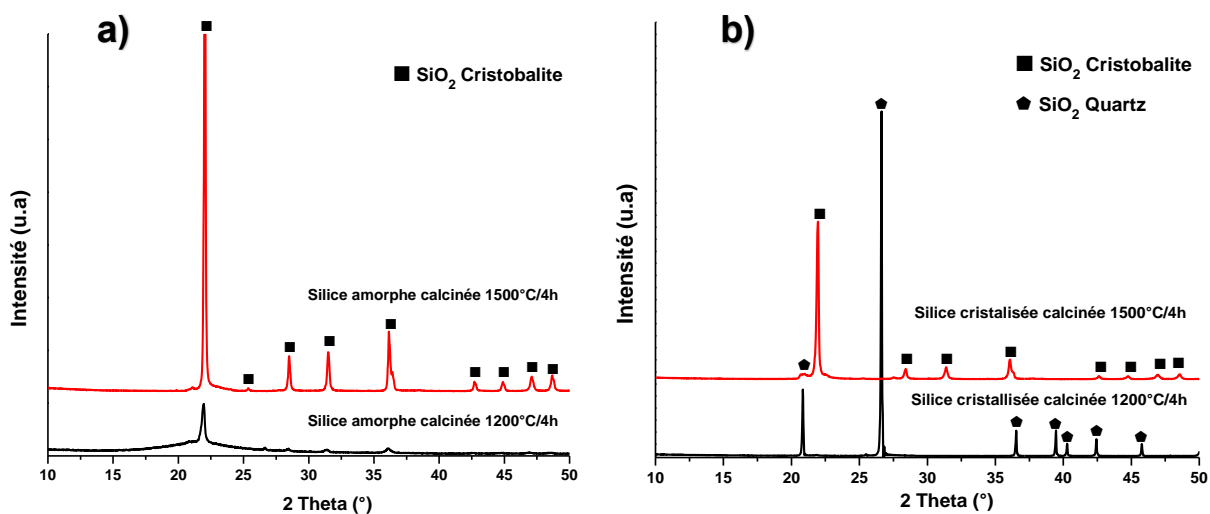 a)
SiO2 Cristobalite
Intensité (u.a)
Silice amorphe calcinée 1500°C/4h
Silice amorphe calcinée 1200°C/4h
10 15 20 25 30 35 40 45 50
2 Theta (°)
b)
SiO2 Cristobalite
SiO2 Quartz
Intensité (u.a)
Silice cristalisée calcinée 1500°C/4h
Silice cristallisée calcinée 1200°C/4h
10 15 20 25 30 35 40 45 50
2 Theta (°)